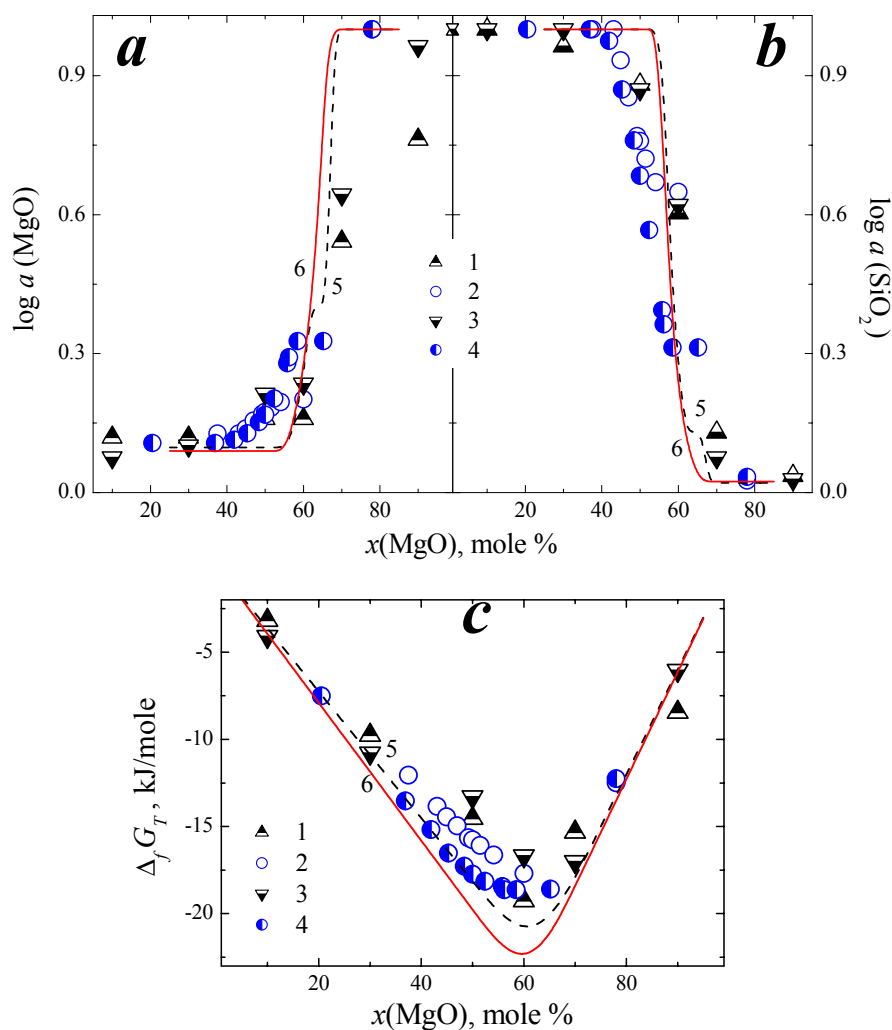 a
b
0.9
0.6
0.3
0.0
log a (MgO)
6
5
1
2
3
4
5
6
0.9
0.6
0.3
0.0
log a (SiO2)
20 40 60 80 20 40 60 80
x(MgO), mole %
c
-5
-10
-15
-20
ΔfGT, kJ/mole
5
6
1
2
3
4
20 40 60 80
x(MgO), mole %